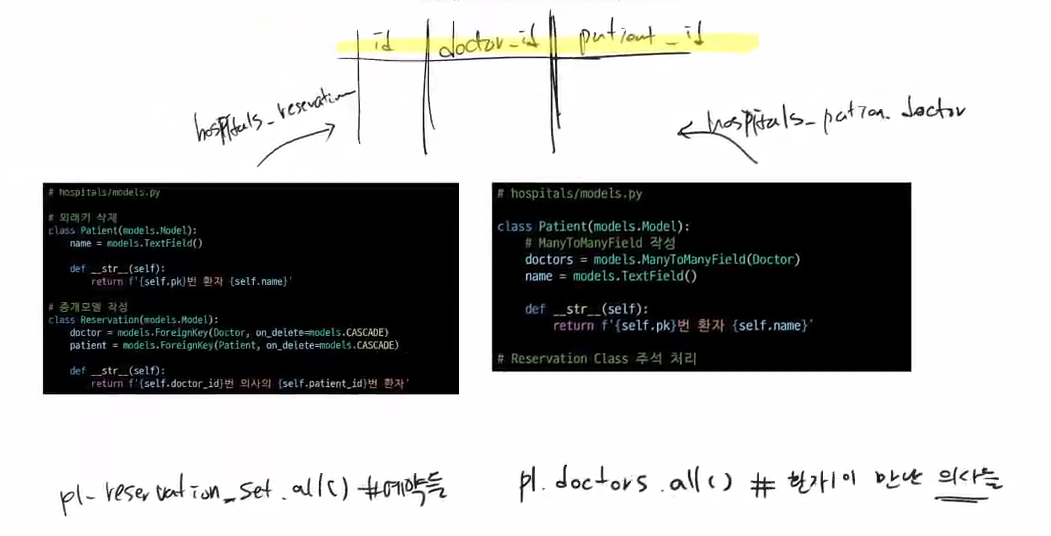 id doctor_id patient_id
hospitals_reservation
hospitals_pation_doctor
# hospitals/models.py
# 외래키 삭제
class Patient(models.Model):
name = models.TextField()
def __str__(self):
return f'{self.pk}번 환자 {self.name}'
# 중개모델 작성
class Reservation(models.Model):
doctor = models.ForeignKey(Doctor, on_delete=models.CASCADE)
patient = models.ForeignKey(Patient, on_delete=models.CASCADE)
def __str__(self):
return f'{self.doctor_id}번 의사의 {self.patient_id}번 환자'
# hospitals/models.py
class Patient(models.Model):
# ManyToManyField 작성
doctors = models.ManyToManyField(Doctor)
name = models.TextField()
def __str__(self):
return f'{self.pk}번 환자 {self.name}'
# Reservation Class 주석 처리
p1.reservation_set.all() #예약들
p1.doctors.all() # 환자1이 만난 의사들